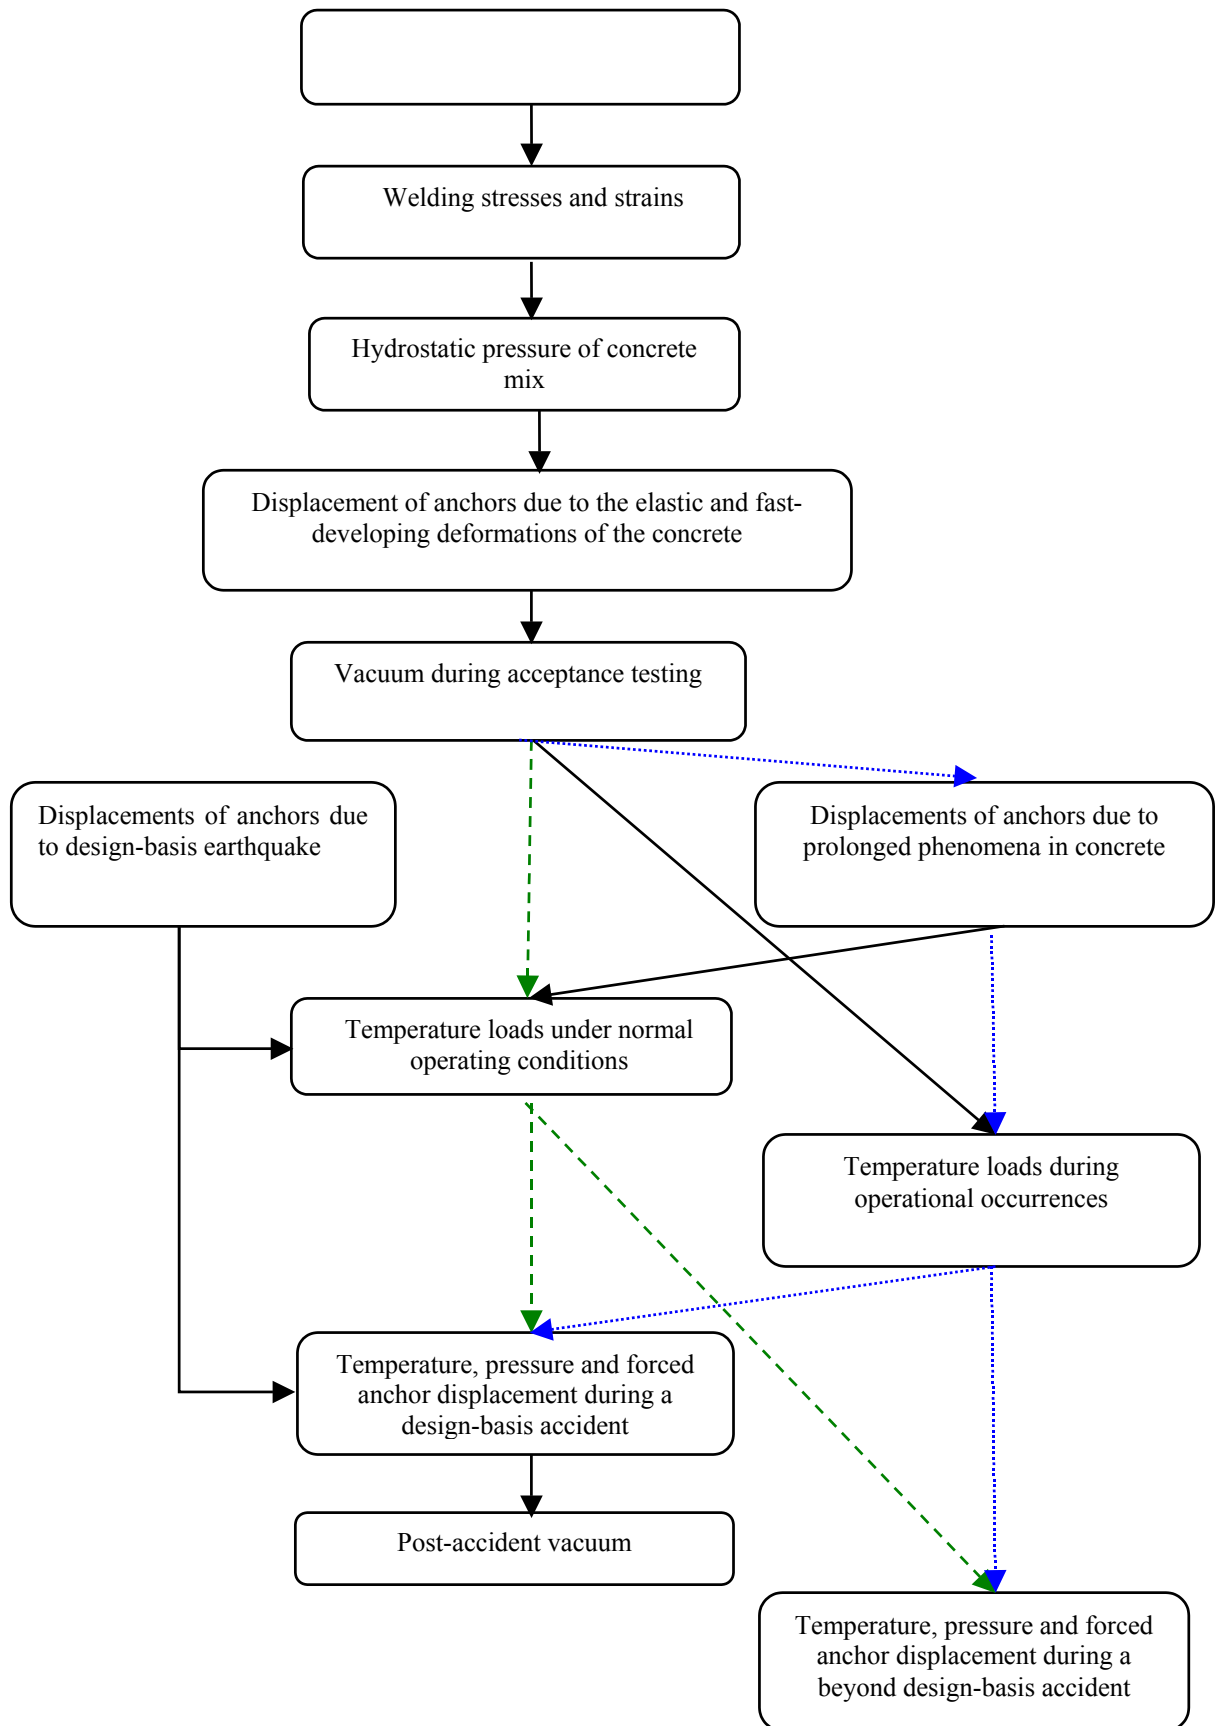 Welding stresses and strains
Hydrostatic pressure of concrete
mix
Displacement of anchors due to the elastic and fast-
developing deformations of the concrete
Vacuum during acceptance testing
Displacements of anchors due
to design-basis earthquake
Displacements of anchors due to
prolonged phenomena in concrete
Temperature loads under normal
operating conditions
Temperature loads during
operational occurrences
Temperature, pressure and forced
anchor displacement during a
design-basis accident
Post-accident vacuum
Temperature, pressure and forced
anchor displacement during a
beyond design-basis accident